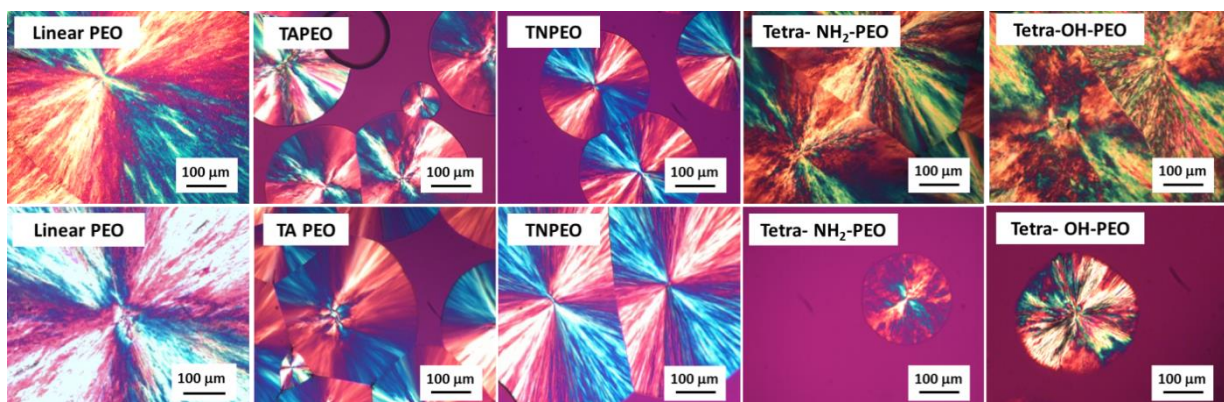 Linear PEO
TAPEO
TNPEO
Tetra- NH₂-PEO
Tetra-OH-PEO
100 µm
100 µm
100 µm
100 µm
100 µm
Linear PEO
TA PEO
TNPEO
Tetra- NH₂-PEO
Tetra- OH-PEO
100 µm
100 µm
100 µm
100 µm
100 µm